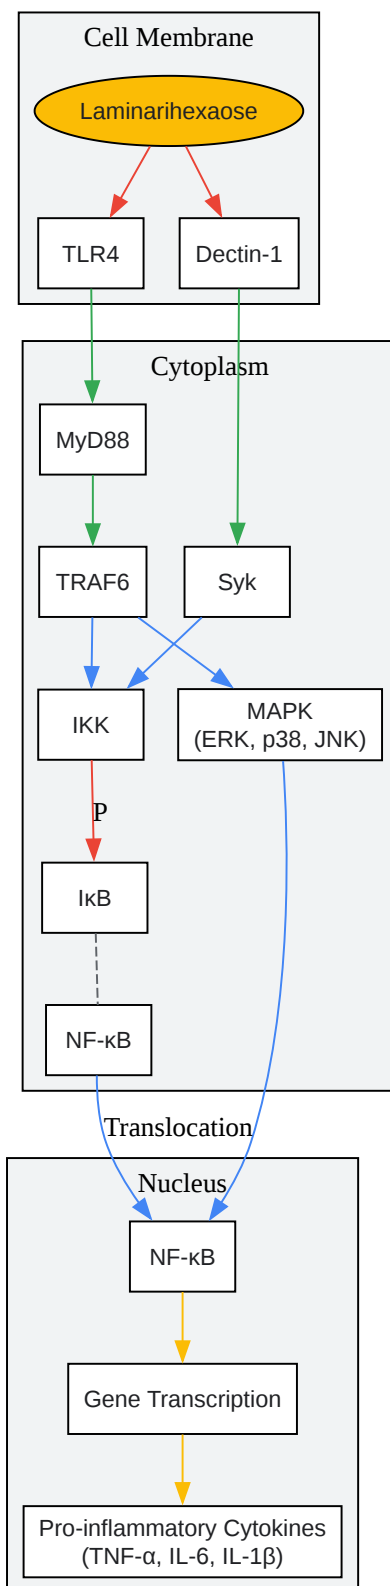 Cell Membrane
Laminarihexaose
TLR4
Dectin-1
Cytoplasm
MyD88
TRAF6
Syk
IKK
MAPK
(ERK, p38, JNK)
P
IκB
NF-κB
Translocation
Nucleus
NF-κB
Gene Transcription
Pro-inflammatory Cytokines
(TNF-α, IL-6, IL-1β)